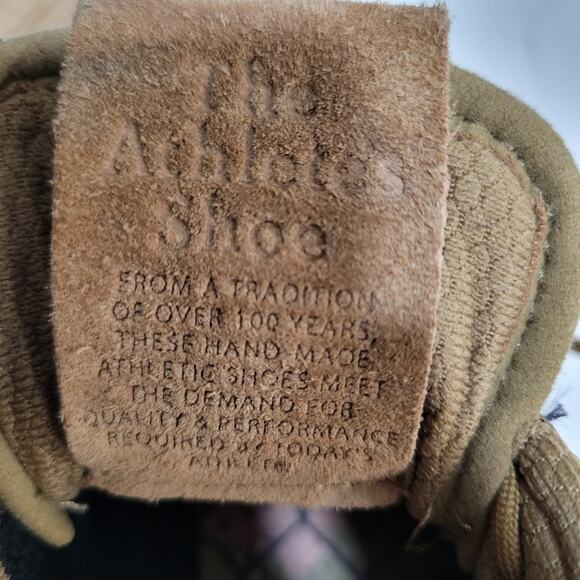 The
Athlete's
Shoe
FROM A TRADITION
OF OVER 100 YEARS,
THESE HAND-MADE
ATHLETIC SHOES MEET
THE DEMAND FOR
QUALITY & PERFORMANCE
REQUIRED BY TODAY'S
ATHLETE.